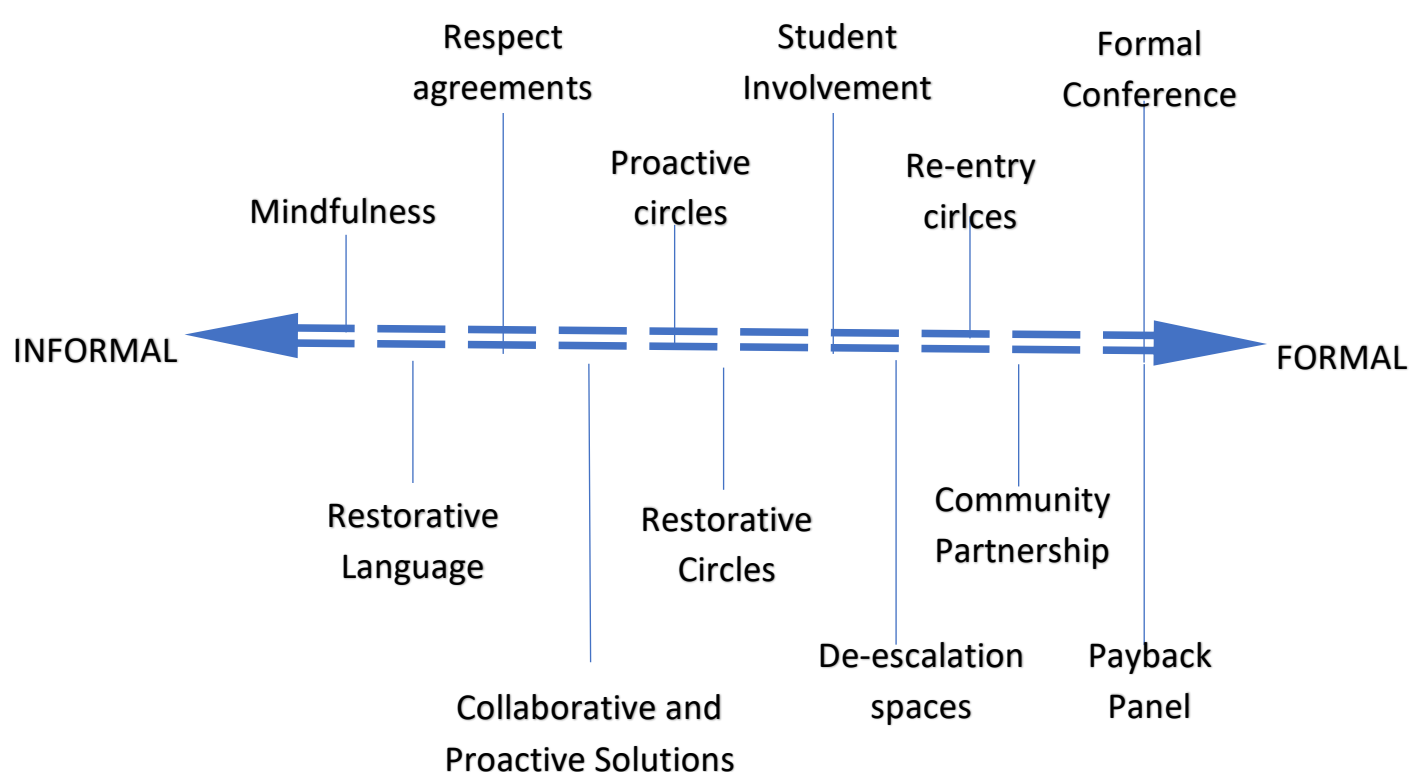 Respect
agreements
Student
Involvement
Formal
Conference
Proactive
circles
Re-entry
cirlces
Mindfulness
INFORMAL
FORMAL
Restorative
Language
Restorative
Circles
Community
Partnership
De-escalation
spaces
Payback
Panel
Collaborative and
Proactive Solutions